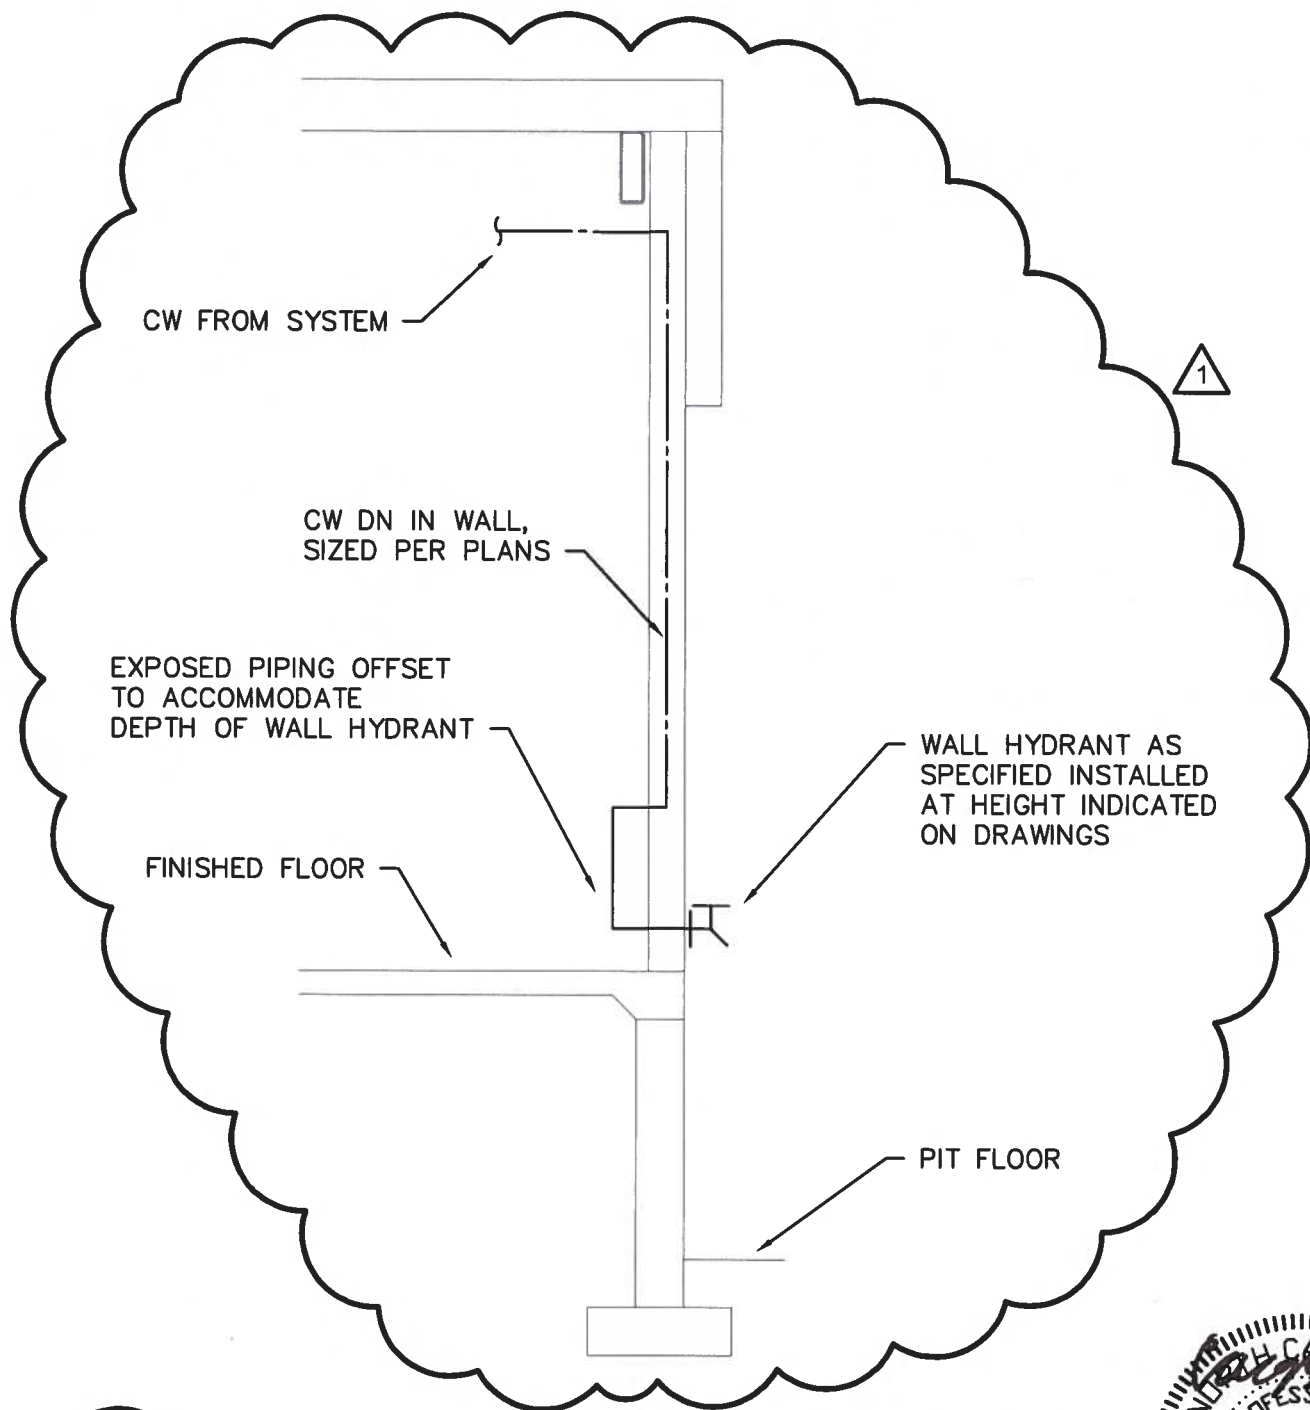 CW FROM SYSTEM
1
CW DN IN WALL,
SIZED PER PLANS
EXPOSED PIPING OFFSET
TO ACCOMMODATE
DEPTH OF WALL HYDRANT
WALL HYDRANT AS
SPECIFIED INSTALLED
AT HEIGHT INDICATED
ON DRAWINGS
FINISHED FLOOR
PIT FLOOR